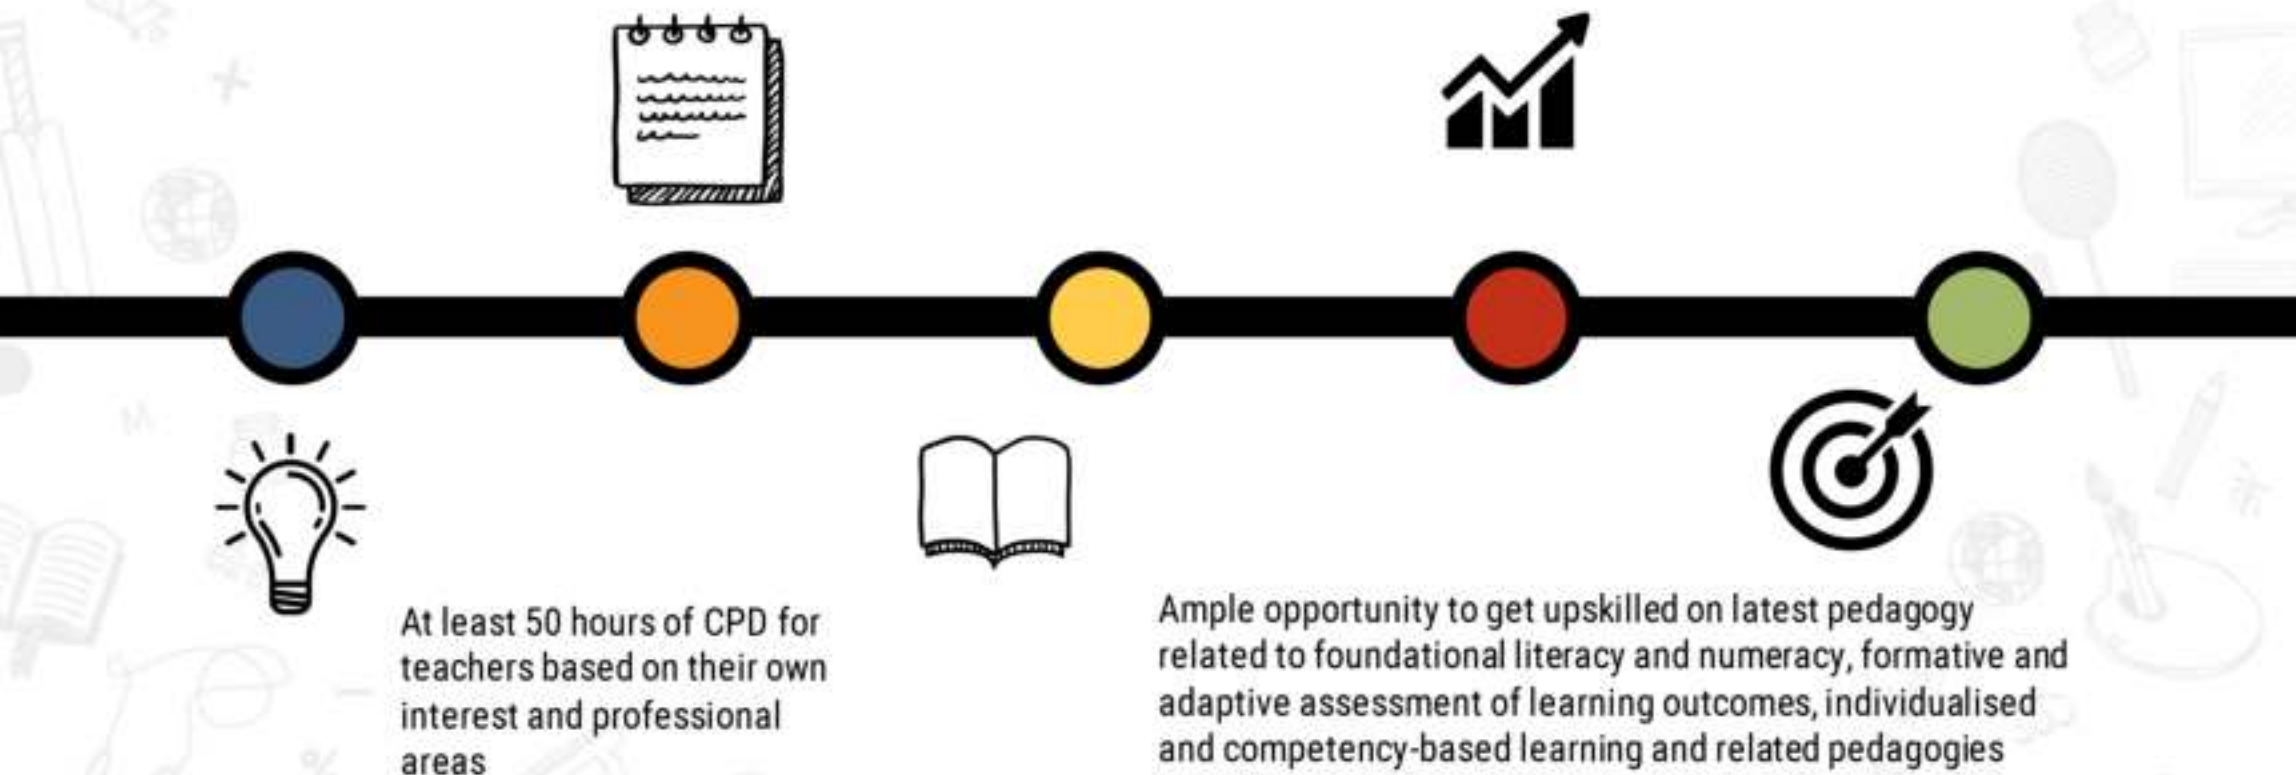 At least 50 hours of CPD for
teachers based on their own
interest and professional
areas
Ample opportunity to get upskilled on latest pedagogy
related to foundational literacy and numeracy, formative and
adaptive assessment of learning outcomes, individualised
and competency-based learning and related pedagogies